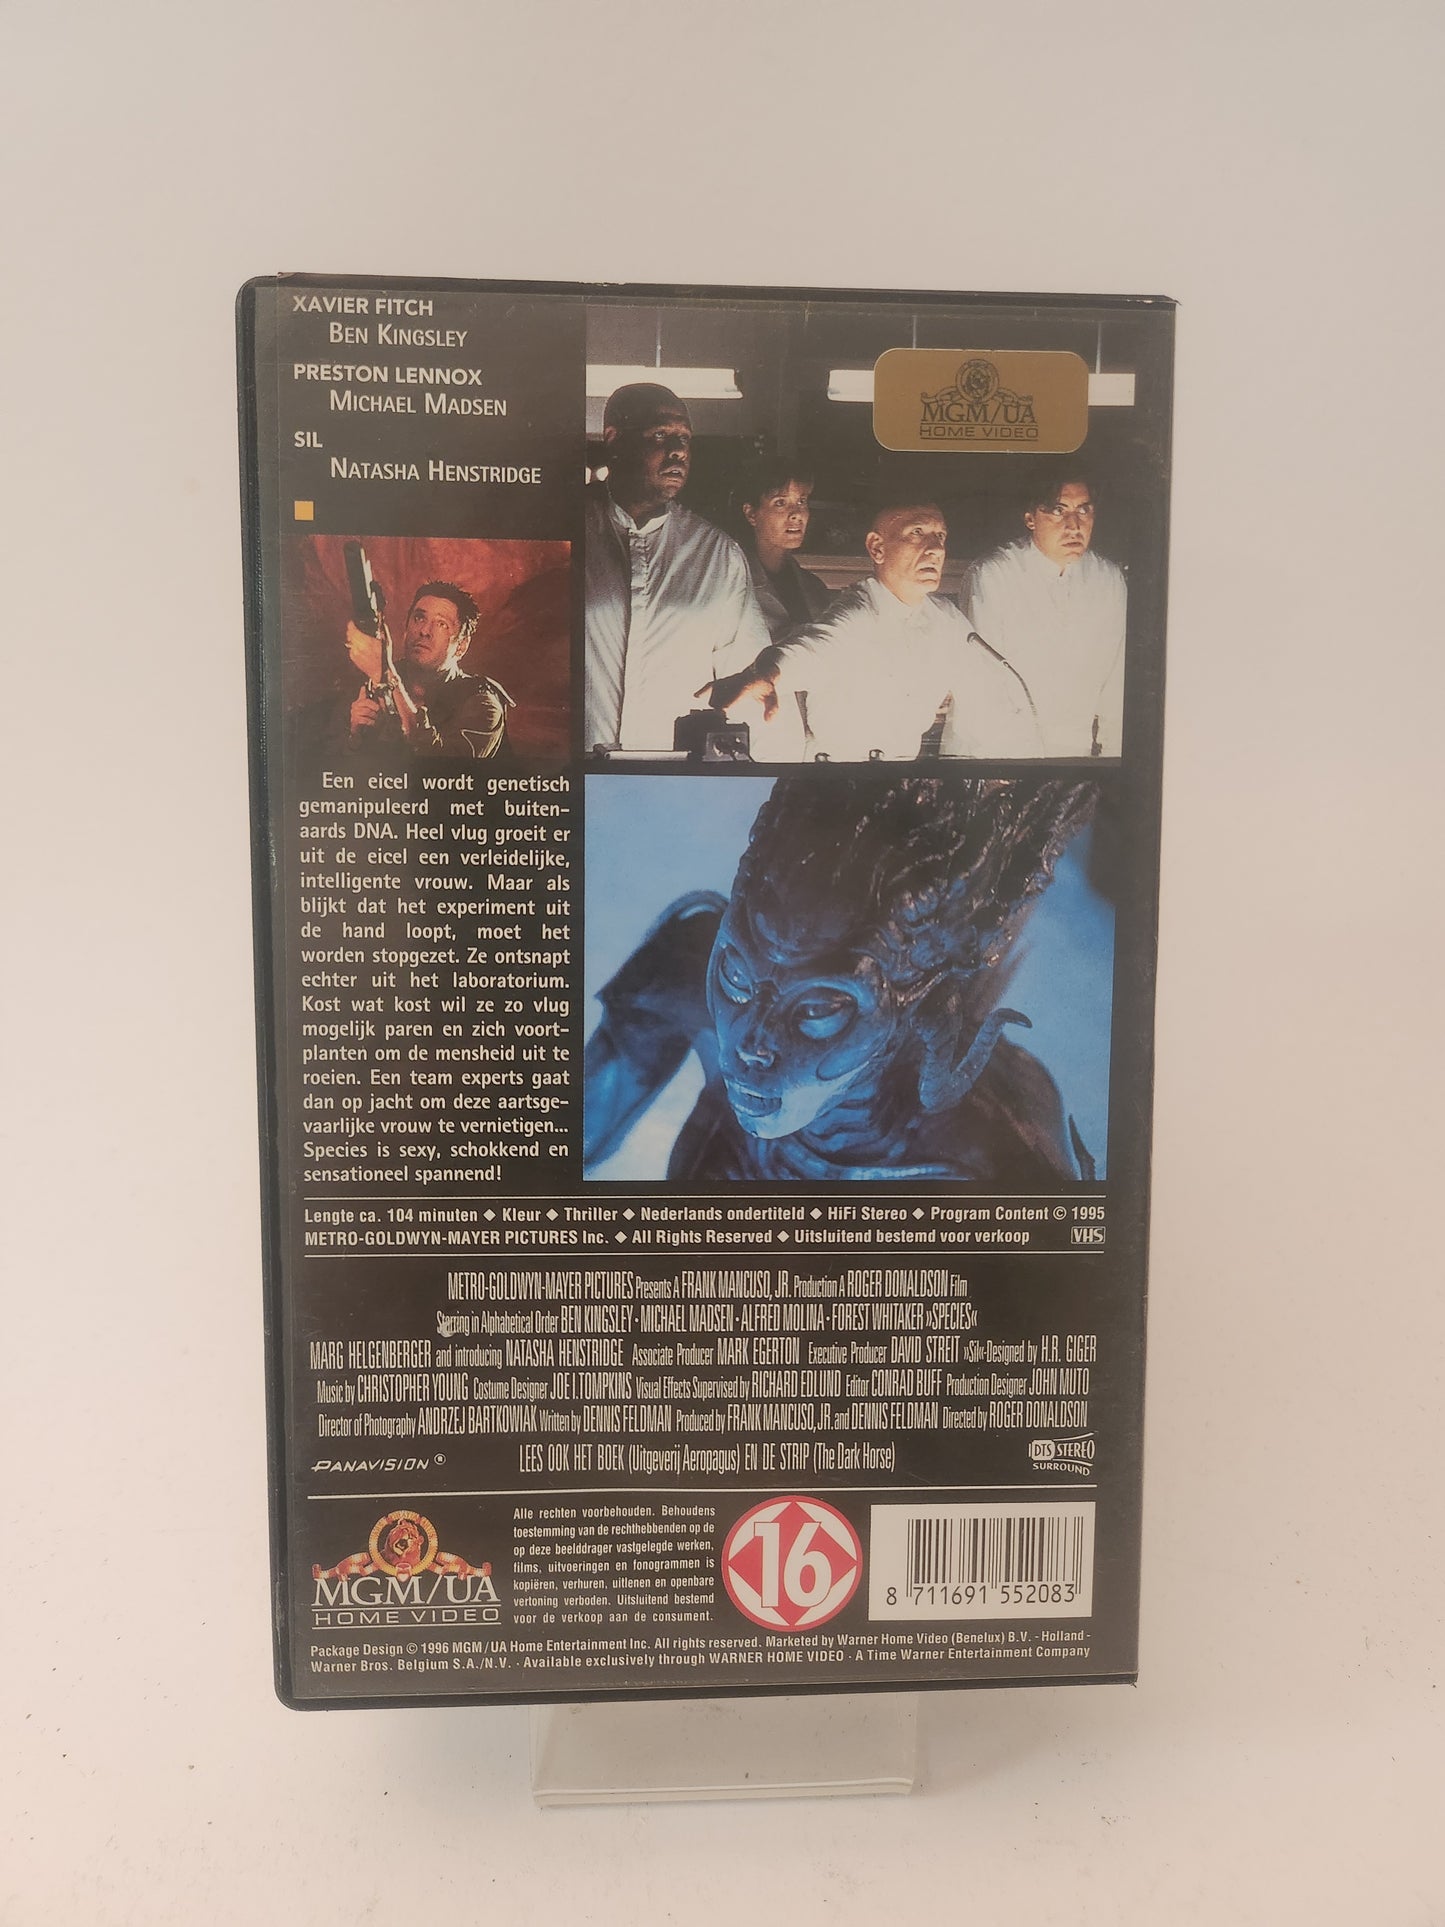 XAVIER FITCH
BEN KINGSLEY
PRESTON LENNOX
MICHAEL MADSEN
SIL
NATASHA HENSTRIDGE
MGM/UA
HOME VIDEO
Een eicel wordt genetisch
gemanipuleerd met buiten-
aards DNA. Heel vlug groeit er
uit de eicel een verleidelijke,
intelligente vrouw. Maar als
blijkt dat het experiment uit
de hand loopt, moet het
worden stopgezet. Ze ontsnapt
echter uit het laboratorium.
Kost wat kost wil ze zo vlug
mogelijk paren en zich voort-
planten om de mensheid uit te
roeien. Een team experts gaat
dan op jacht om deze aartsge-
vaarlijke vrouw te vernietigen...
Species is sexy, schokkend en
sensationeel spannend!
Lengte ca. 104 minuten ◆ Kleur ◆ Thriller ◆ Nederlands ondertiteld ◆ HiFi Stereo ◆ Program Content © 1995
METRO-GOLDWYN-MAYER PICTURES Inc. ◆ All Rights Reserved ◆ Uitsluitend bestemd voor verkoop VHS
METRO-GOLDWYN-MAYER PICTURES Presents A FRANK MANCUSO, JR. Production A ROGER DONALDSON Film
Starring in Alphabetical Order BEN KINGSLEY · MICHAEL MADSEN · ALFRED MOLINA · FOREST WHITAKER »SPECIES«
MARG HELGENBERGER and introducing NATASHA HENSTRIDGE Associate Producer MARK EGERTON Executive Producer DAVID STREIT »Sil«-Designed by H.R. GIGER
Music by CHRISTOPHER YOUNG Costume Designer JOE I. TOMPKINS Visual Effects Supervised by RICHARD EDLUND Editor CONRAD BUFF Production Designer JOHN MUTO
Director of Photography ANDRZEJ BARTKOWIAK Written by DENNIS FELDMAN Produced by FRANK MANCUSO, JR. and DENNIS FELDMAN Directed by ROGER DONALDSON
PANAVISION ® LEES OOK HET BOEK (Uitgeverij Aeropagus) EN DE STRIP (The Dark Horse) DTS STEREO
SURROUND
Alle rechten voorbehouden. Behoudens
toestemming van de rechthebbenden op de
op deze beelddrager vastgelegde werken,
films, uitvoeringen en fonogrammen is
kopiëren, verhuren, uitlenen en openbare
vertoning verboden. Uitsluitend bestemd
voor de verkoop aan de consument.
MGM/UA
HOME VIDEO
16
8 711691 552083
Package Design © 1996 MGM/UA Home Entertainment Inc. All rights reserved. Marketed by Warner Home Video (Benelux) B.V. - Holland -
Warner Bros. Belgium S.A./N.V. · Available exclusively through WARNER HOME VIDEO · A Time Warner Entertainment Company